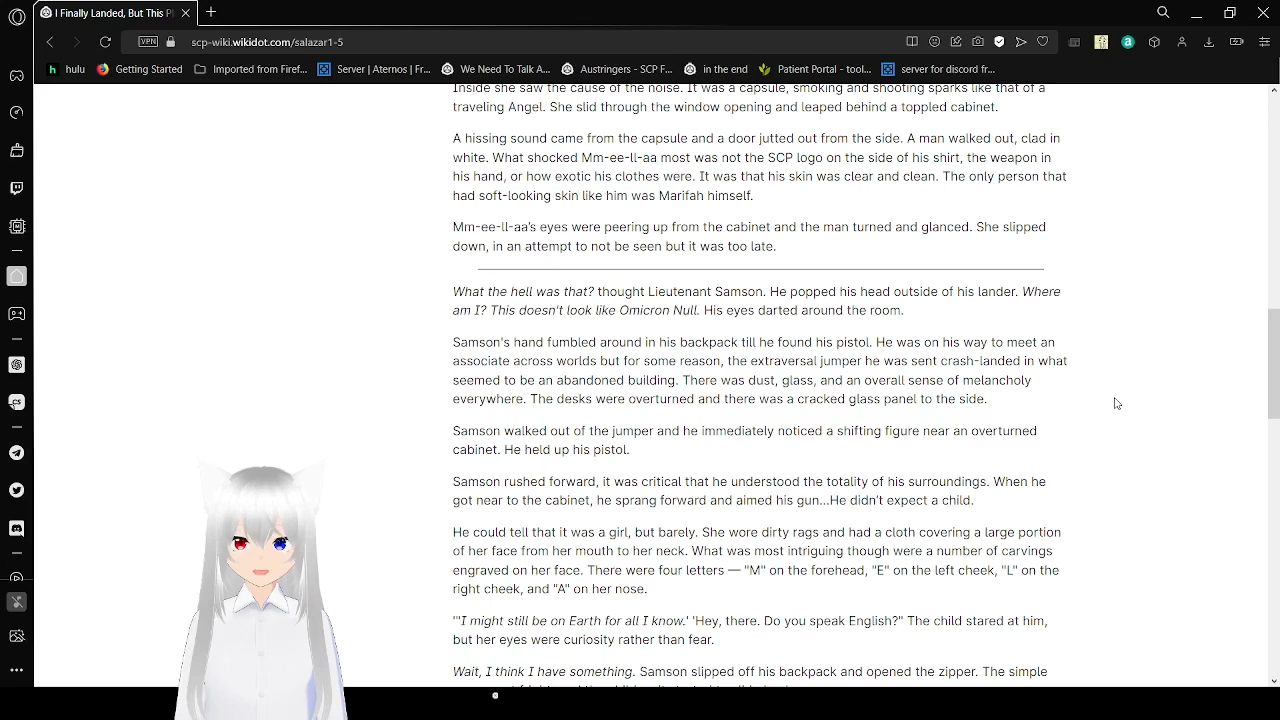 I Finally Landed, But This Pl
scp-wiki.wikidot.com/salazar1-5
VPN
hulu
Getting Started
Imported from Firef...
Server | Aternos | Fr...
We Need To Talk A...
Austringers - SCP F...
in the end
Patient Portal - tool...
server for discord fr...
Inside she saw the cause of the noise. It was a capsule, smoking and shooting sparks like that of a
traveling Angel. She slid through the window opening and leaped behind a toppled cabinet.
A hissing sound came from the capsule and a door jutted out from the side. A man walked out, clad in
white. What shocked Mm-ee-ll-aa most was not the SCP logo on the side of his shirt, the weapon in
his hand, or how exotic his clothes were. It was that his skin was clear and clean. The only person that
had soft-looking skin like him was Marifah himself.
Mm-ee-ll-aa's eyes were peering up from the cabinet and the man turned and glanced. She slipped
down, in an attempt to not be seen but it was too late.
What the hell was that? thought Lieutenant Samson. He popped his head outside of his lander. Where
am I? This doesn't look like Omicron Null. His eyes darted around the room.
Samson's hand fumbled around in his backpack till he found his pistol. He was on his way to meet an
associate across worlds but for some reason, the extraversal jumper he was sent crash-landed in what
seemed to be an abandoned building. There was dust, glass, and an overall sense of melancholy
everywhere. The desks were overturned and there was a cracked glass panel to the side.
Samson walked out of the jumper and he immediately noticed a shifting figure near an overturned
cabinet. He held up his pistol.
Samson rushed forward, it was critical that he understood the totality of his surroundings. When he
got near to the cabinet, he sprang forward and aimed his gun...He didn't expect a child.
He could tell that it was a girl, but barely. She wore dirty rags and had a cloth covering a large portion
of her face from her mouth to her neck. What was most intriguing though were a number of carvings
engraved on her face. There were four letters — "M" on the forehead, "E" on the left cheek, "L" on the
right cheek, and "A" on her nose.
"'I might still be on Earth for all I know.' 'Hey, there. Do you speak English?" The child stared at him,
but her eyes were curiosity rather than fear.
Wait, I think I have something. Samson slipped off his backpack and opened the zipper. The simple